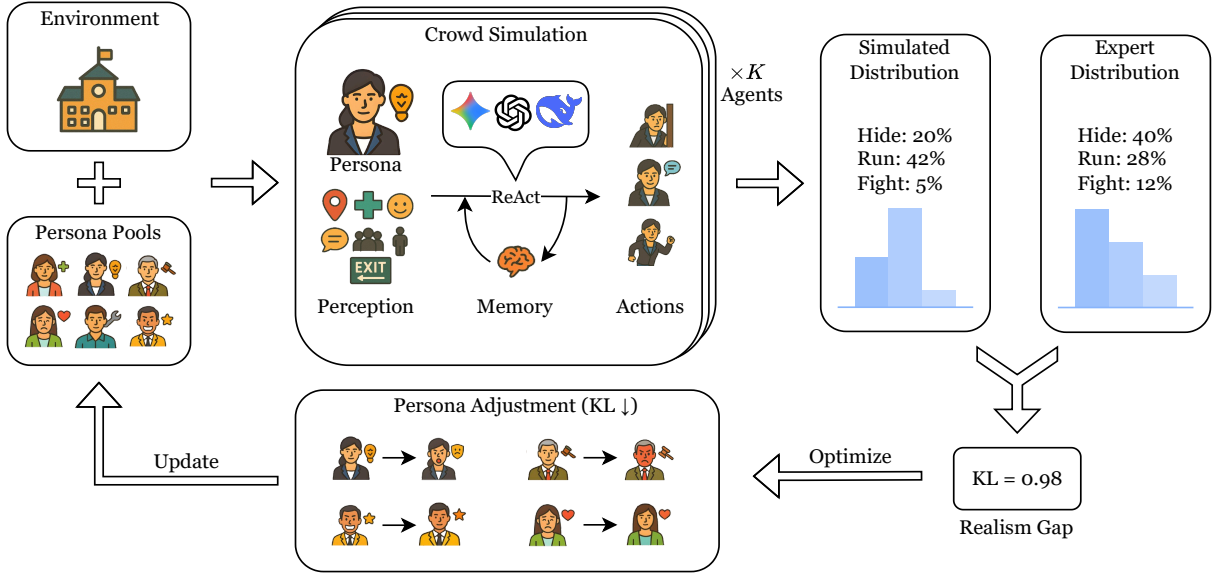 Environment
Persona Pools
Crowd Simulation
Persona
EXIT
Perception
ReAct
Memory
Actions
×K
Agents
Simulated
Distribution
Hide: 20%
Run: 42%
Fight: 5%
Expert
Distribution
Hide: 40%
Run: 28%
Fight: 12%
KL = 0.98
Realism Gap
Optimize
Persona Adjustment (KL ↓)
Update